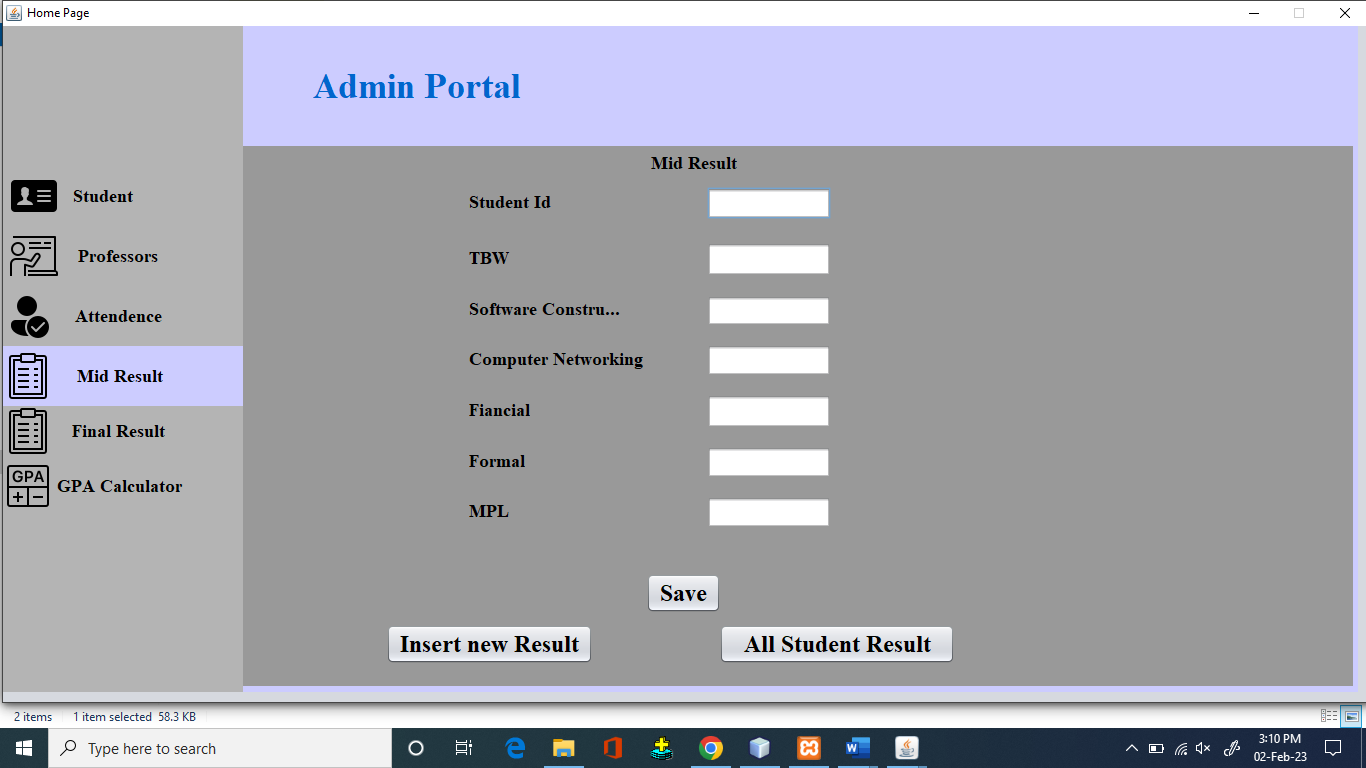 Home Page
Admin Portal
Student
Professors
Attendence
Mid Result
Final Result
GPA
GPA Calculator
Mid Result
Student Id
TBW
Software Constru...
Computer Networking
Fiancial
Formal
MPL
Save
Insert new Result
All Student Result
2 items
1 item selected 58.3 KB
Type here to search
3:10 PM
02-Feb-23